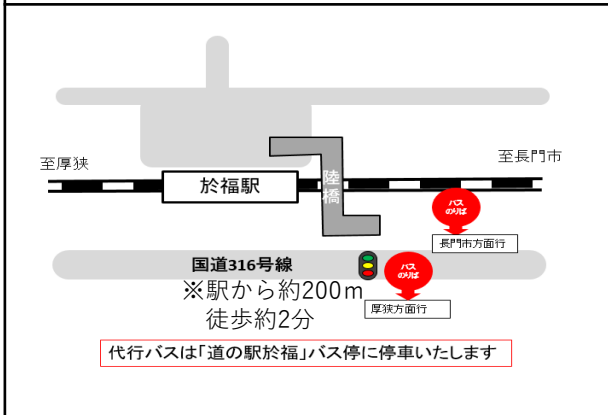 至厚狭
至長門市
於福駅
陸橋
バス
のりば
長門市方面行
国道316号線
バス
のりば
※駅から約200m
徒歩約2分
厚狭方面行
代行バスは「道の駅於福」バス停に停車いたします